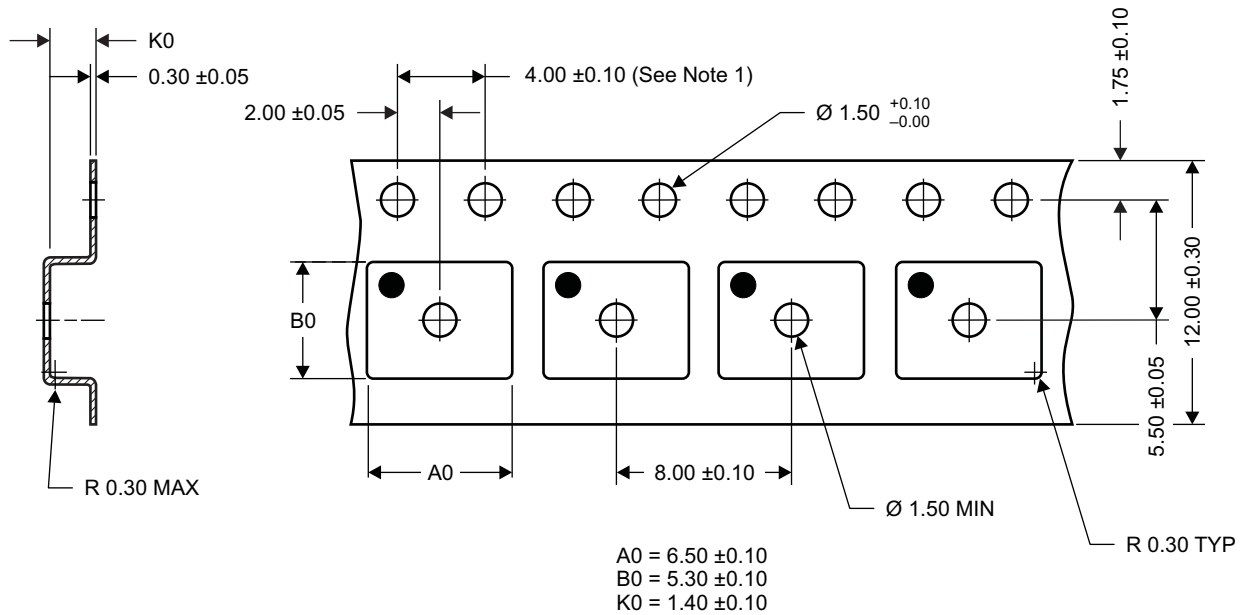 K0
0.30 ±0.05
4.00 ±0.10 (See Note 1)
2.00 ±0.05
Ø 1.50 +0.10 –0.00
1.75 ±0.10
B0
12.00 ±0.30
5.50 ±0.05
A0
8.00 ±0.10
R 0.30 MAX
Ø 1.50 MIN
R 0.30 TYP
A0 = 6.50 ±0.10
B0 = 5.30 ±0.10
K0 = 1.40 ±0.10